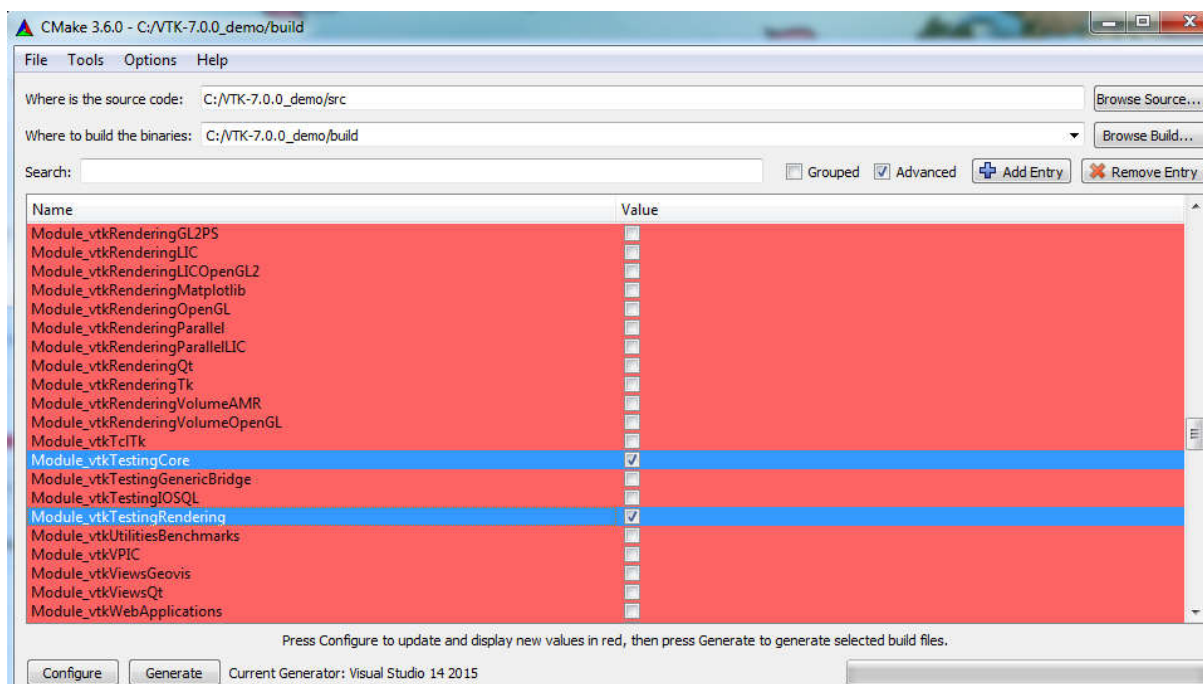 CMake 3.6.0 - C:/VTK-7.0.0_demo/build
File Tools Options Help
Where is the source code: C:/VTK-7.0.0_demo/src Browse Source...
Where to build the binaries: C:/VTK-7.0.0_demo/build Browse Build...
Search: Grouped Advanced Add Entry Remove Entry
Name Value
Module_vtkRenderingGL2PS
Module_vtkRenderingLIC
Module_vtkRenderingLICOpenGL2
Module_vtkRenderingMatplotlib
Module_vtkRenderingOpenGL
Module_vtkRenderingParallel
Module_vtkRenderingParallelLIC
Module_vtkRenderingQt
Module_vtkRenderingTk
Module_vtkRenderingVolumeAMR
Module_vtkRenderingVolumeOpenGL
Module_vtkTclTk
Module_vtkTestingCore
Module_vtkTestingGenericBridge
Module_vtkTestingIOSQL
Module_vtkTestingRendering
Module_vtkUtilitiesBenchmarks
Module_vtkVPIC
Module_vtkViewsGeovis
Module_vtkViewsQt
Module_vtkWebApplications
Press Configure to update and display new values in red, then press Generate to generate selected build files.
Configure Generate Current Generator: Visual Studio 14 2015